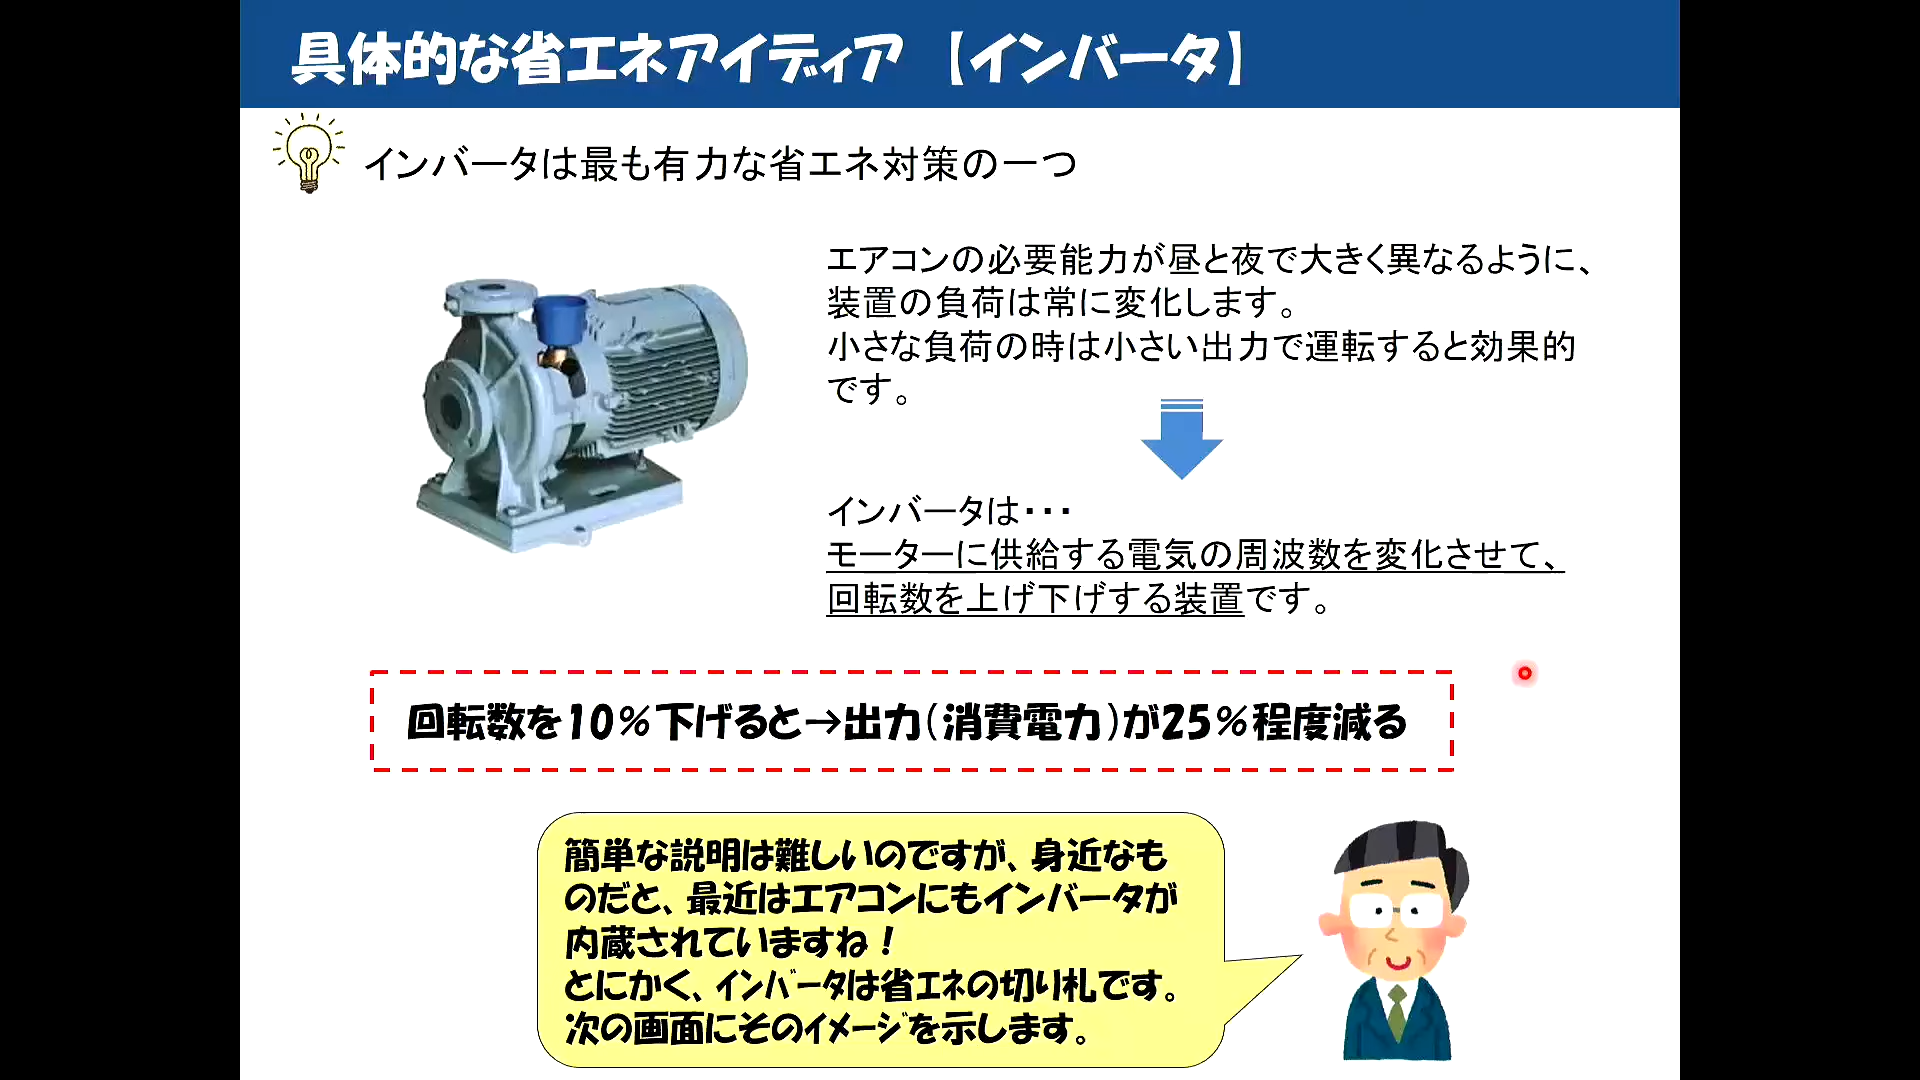 具体的な省エネアイディア 【インバータ】
インバータは最も有力な省エネ対策の一つ
エアコンの必要能力が昼と夜で大きく異なるように、
装置の負荷は常に変化します。
小さな負荷の時は小さい出力で運転すると効果的
です。
インバータは・・・
モーターに供給する電気の周波数を変化させて、
回転数を上げ下げする装置です。
回転数を10%下げると→出力(消費電力)が25%程度減る
簡単な説明は難しいのですが、身近なも
のだと、最近はエアコンにもインバータが
内蔵されていますね！
とにかく、ｲﾝﾊﾞｰﾀは省ｴﾈの切り札です。
次の画面にそのｲﾒｰｼﾞを示します。